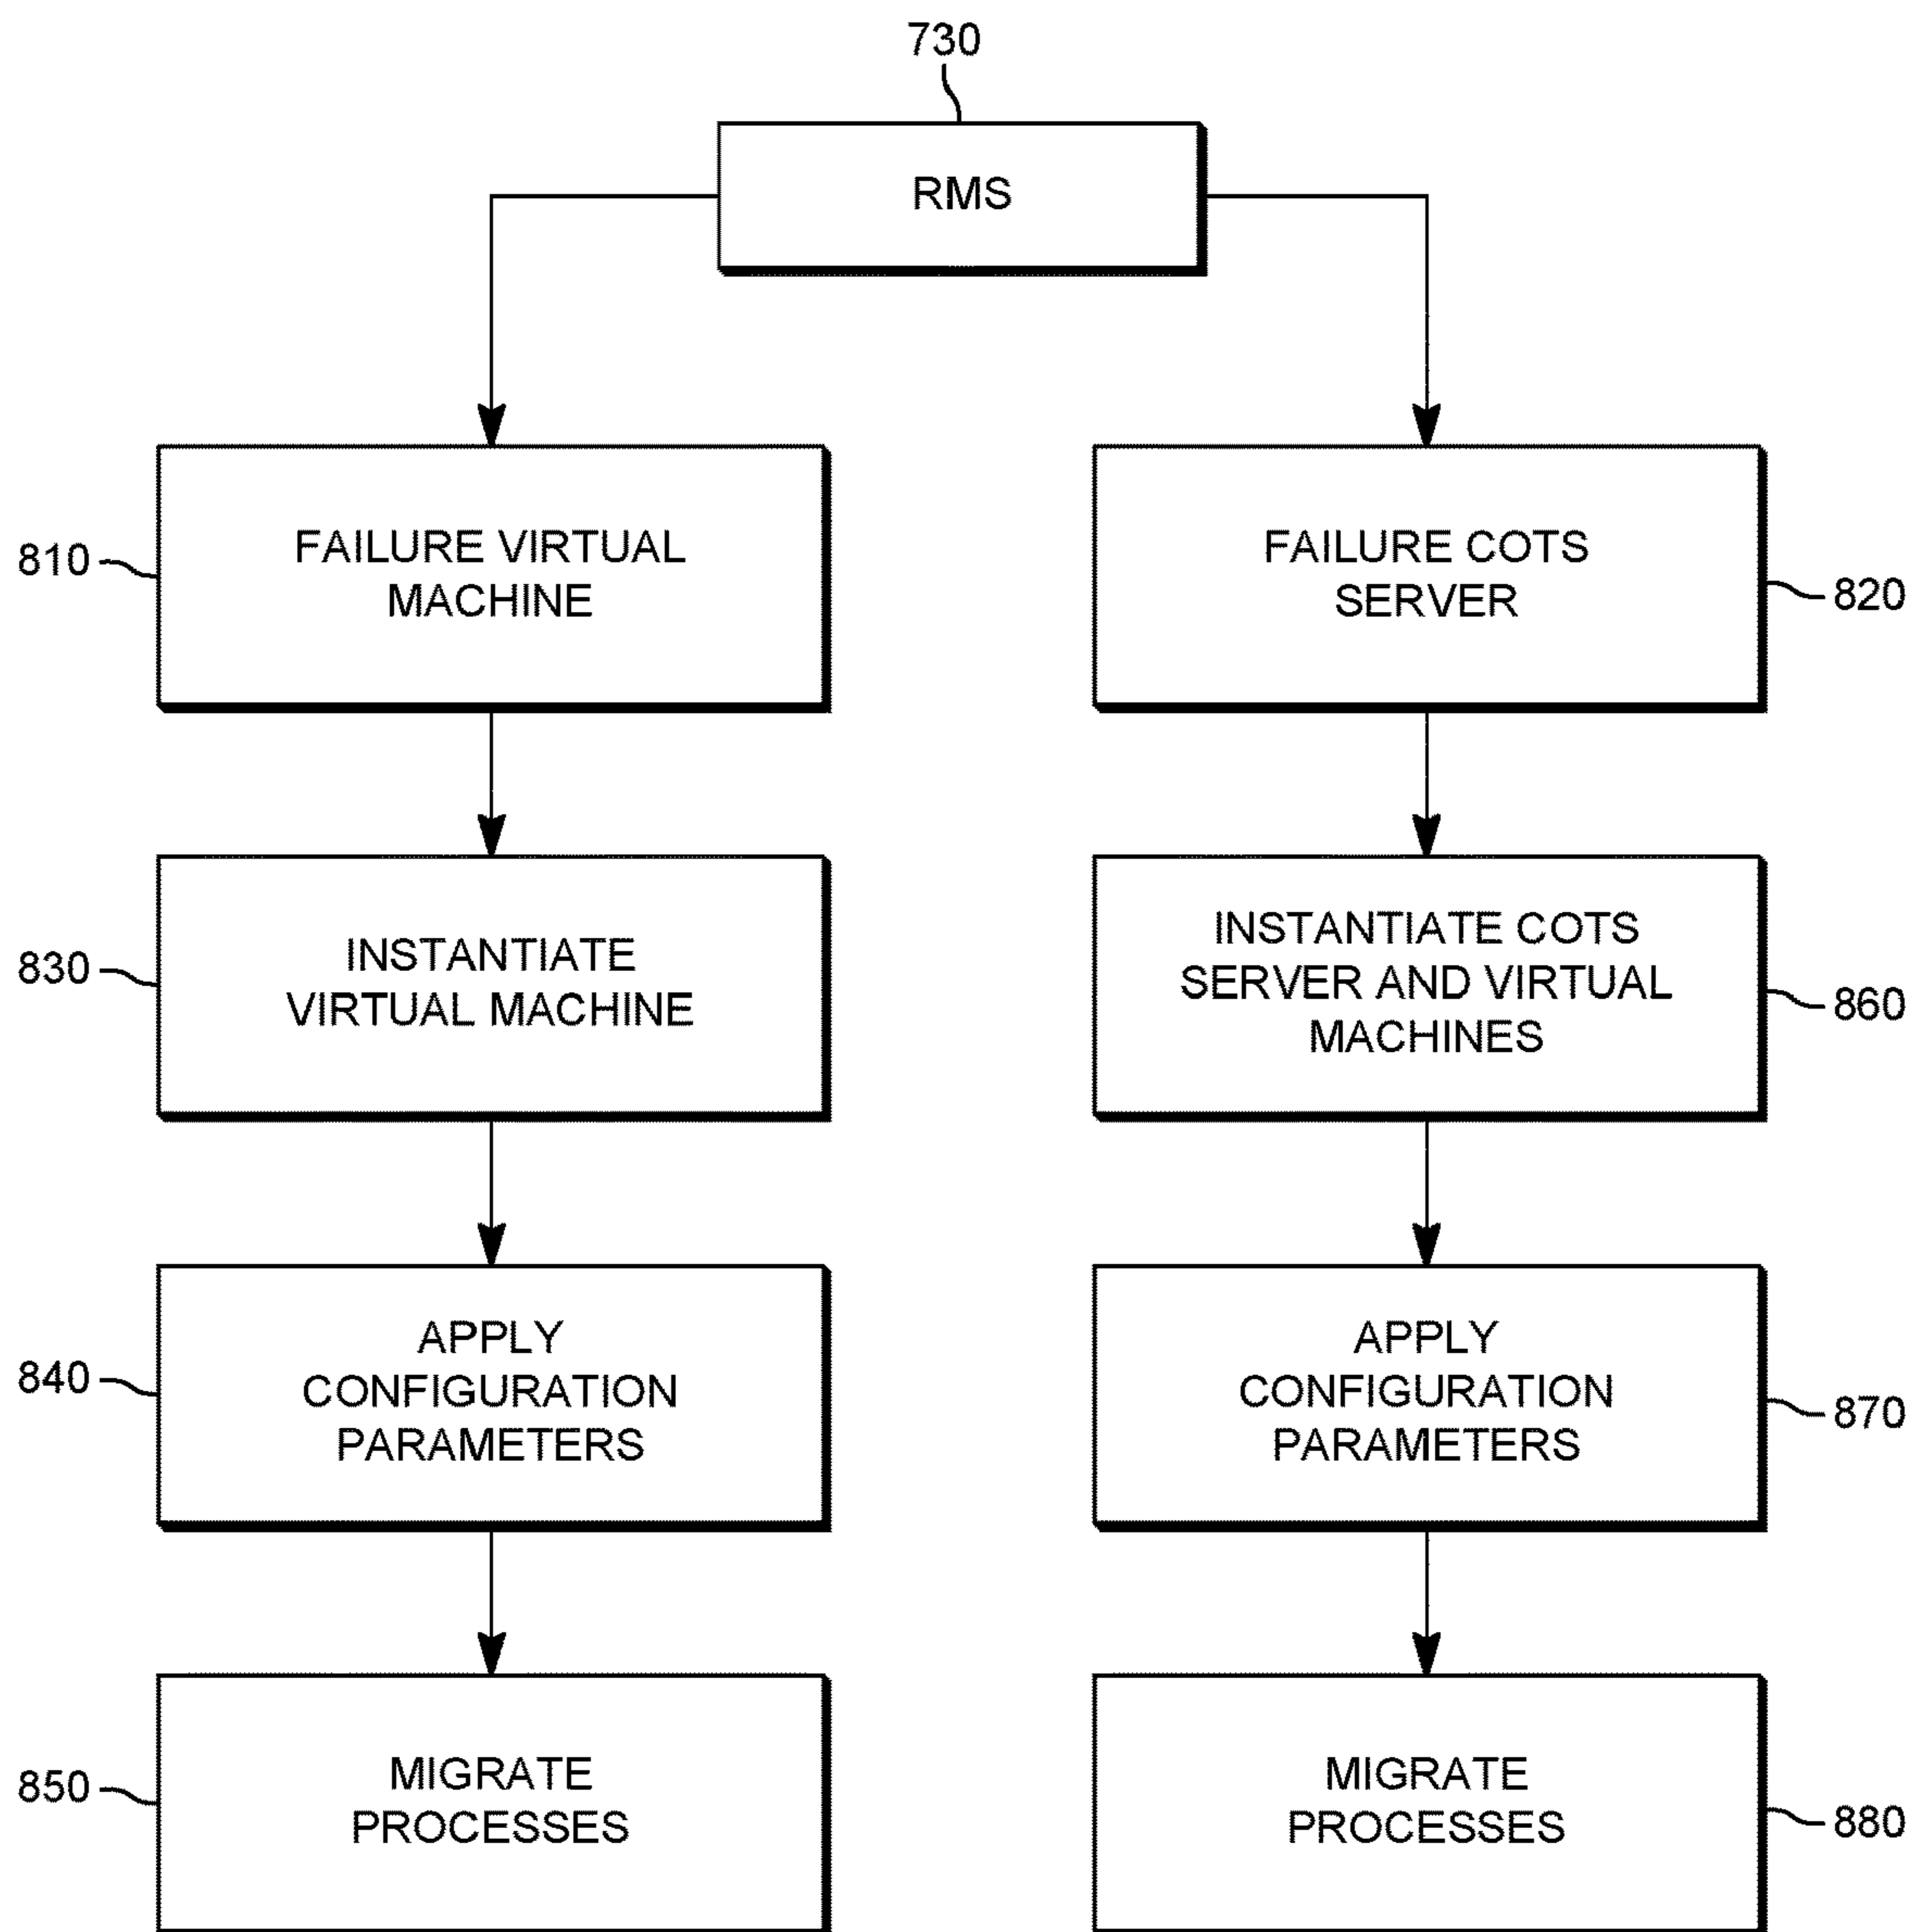 730
RMS
810
FAILURE VIRTUAL
MACHINE
FAILURE COTS
SERVER
820
830
INSTANTIATE
VIRTUAL MACHINE
INSTANTIATE COTS
SERVER AND VIRTUAL
MACHINES
860
840
APPLY
CONFIGURATION
PARAMETERS
APPLY
CONFIGURATION
PARAMETERS
870
850
MIGRATE
PROCESSES
MIGRATE
PROCESSES
880